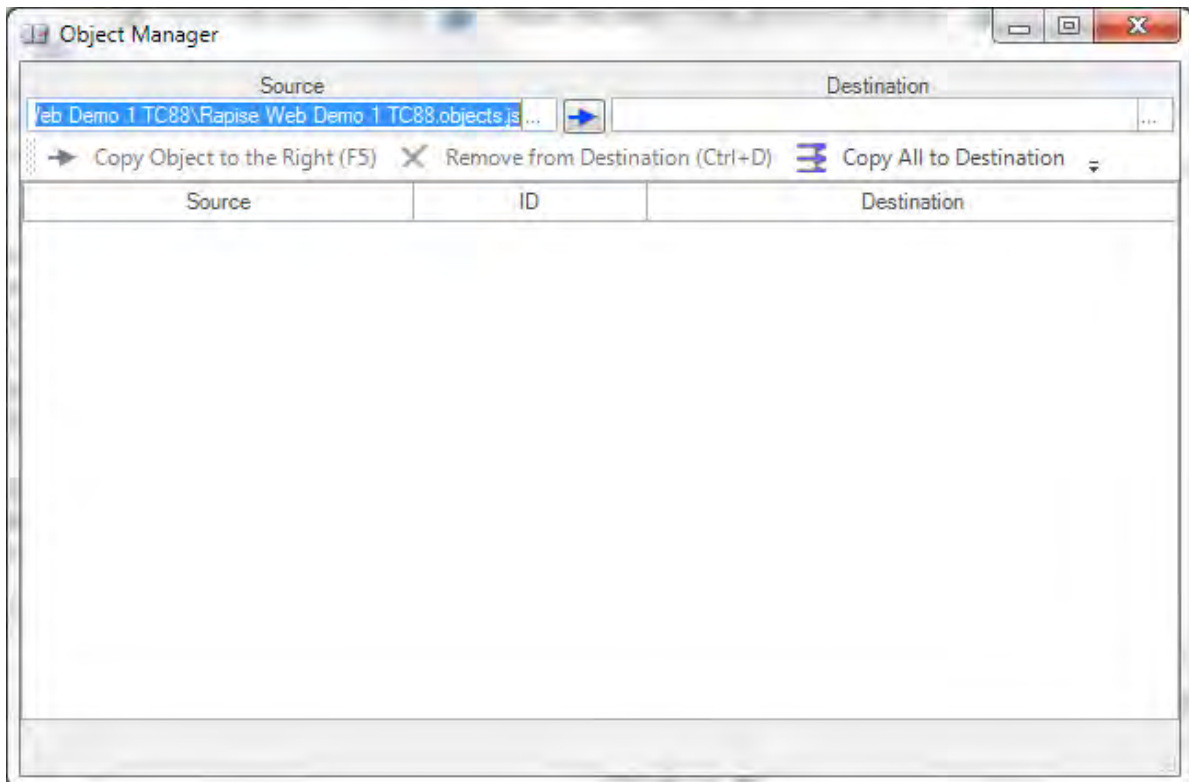 Object Manager
Source Destination
/eb Demo 1 TC88\Rapise Web Demo 1 TC88.objects.js ... ...
Copy Object to the Right (F5) Remove from Destination (Ctrl+D) Copy All to Destination
Source ID Destination